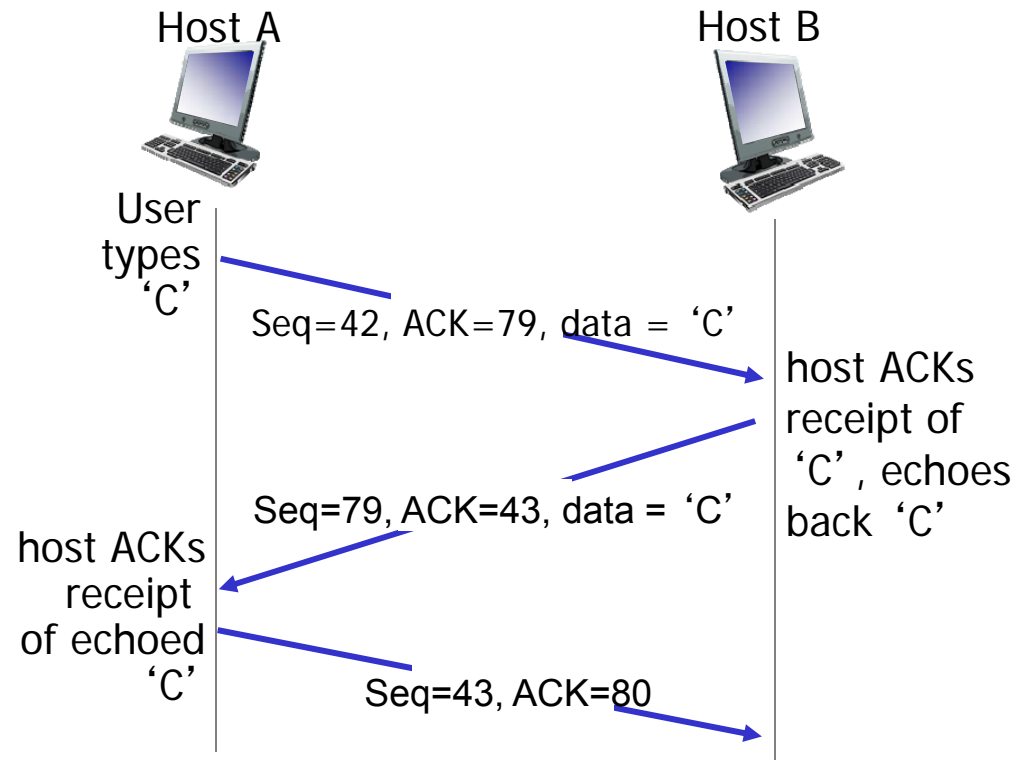 Host A
Host B
User
types
‘C’
Seq=42, ACK=79, data = ‘C’
host ACKs
receipt of
‘C’, echoes
back ‘C’
Seq=79, ACK=43, data = ‘C’
host ACKs
receipt
of echoed
‘C’
Seq=43, ACK=80